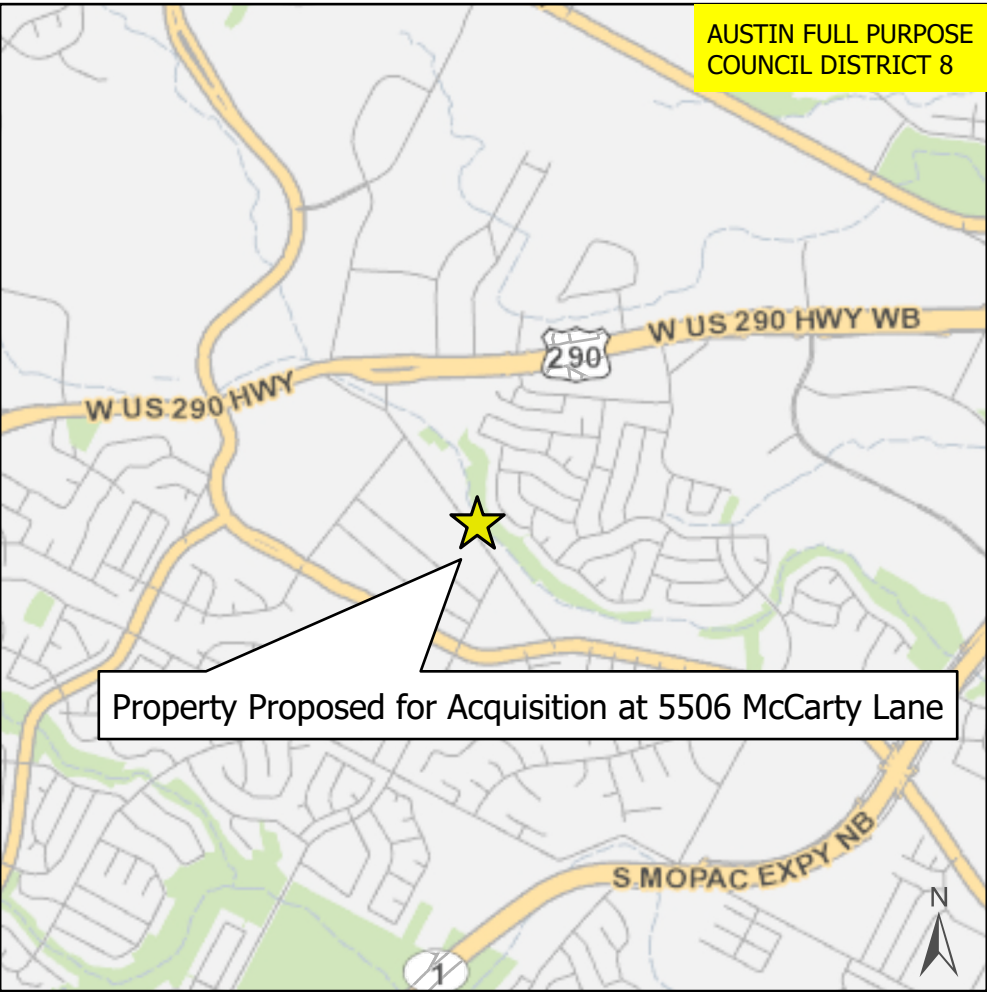 AUSTIN FULL PURPOSE
COUNCIL DISTRICT 8
W US 290 HWY WB
290
W US 290 HWY
Property Proposed for Acquisition at 5506 McCarty Lane
S MOPAC EXPY NB
N
1